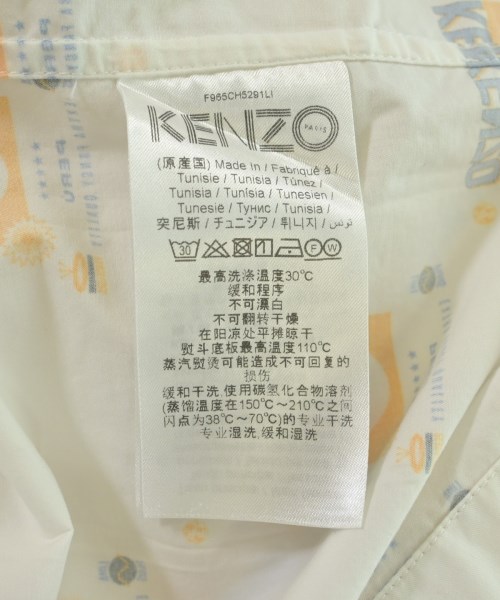 F965CH5291LI
KENZO
PARIS
(原産国) Made in / Fabriqué à /
Tunisie / Tunisia / Túnez /
Tunísia / Tunísia / Tunesien /
Tunesië / Тунис / Tunisia /
突尼斯 / チュニジア / 튀니지 / تونس
30 F W
最高洗涤温度30℃
缓和程序
不可漂白
不可翻转干燥
在阴凉处平摊晾干
熨斗底板最高温度110℃
蒸汽熨烫可能造成不可回复的
损伤
缓和干洗,使用碳氢化合物溶剂
(蒸馏温度在150℃~210℃之间
闪点为38℃~70℃)的专业干洗
专业湿洗,缓和湿洗
KENZO
PERU